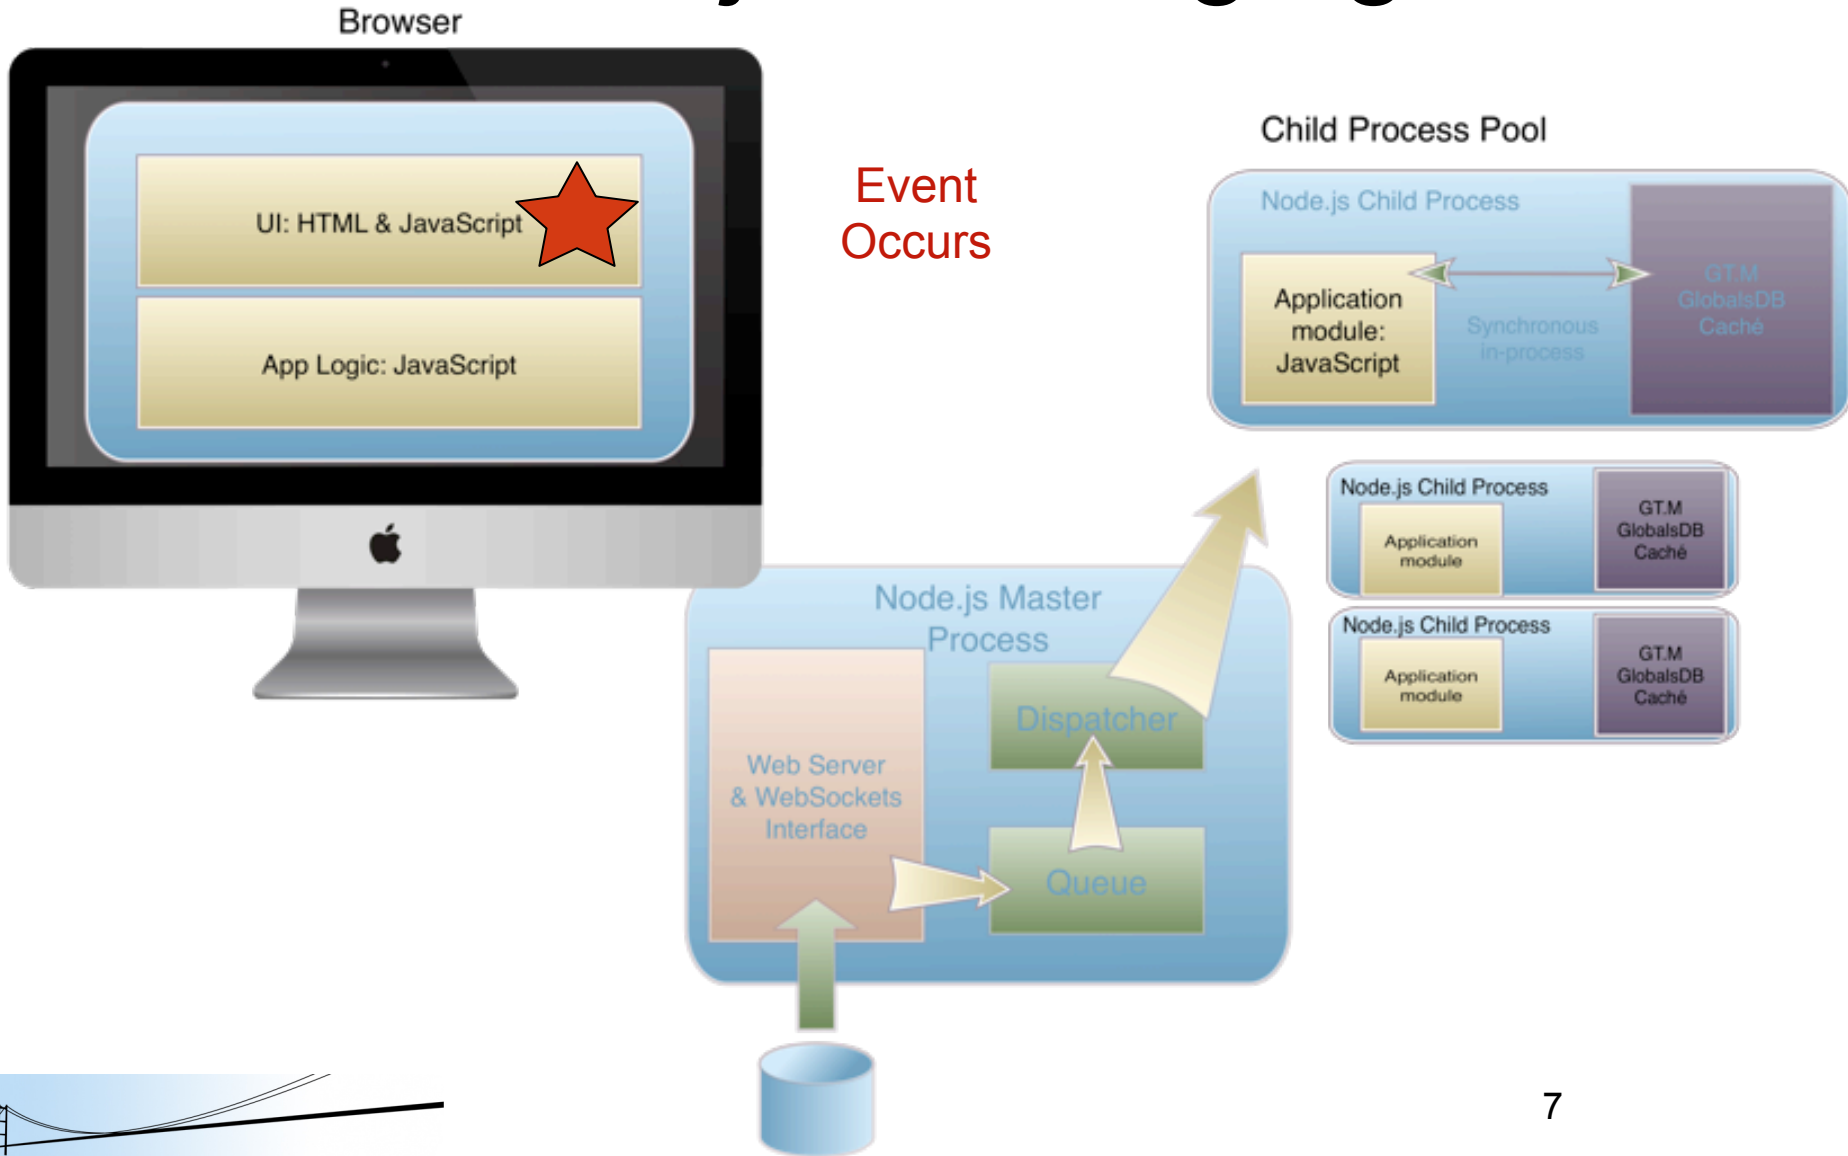 Browser
UI: HTML & JavaScript
App Logic: JavaScript
Event
Occurs
Child Process Pool
Node.js Child Process
Application
module:
JavaScript
Synchronous
in-process
GT.M
GlobalsDB
Caché
Node.js Child Process
Application
module
GT.M
GlobalsDB
Caché
Node.js Child Process
Application
module
GT.M
GlobalsDB
Caché
Node.js Master
Process
Web Server
& WebSockets
Interface
Dispatcher
Queue
7